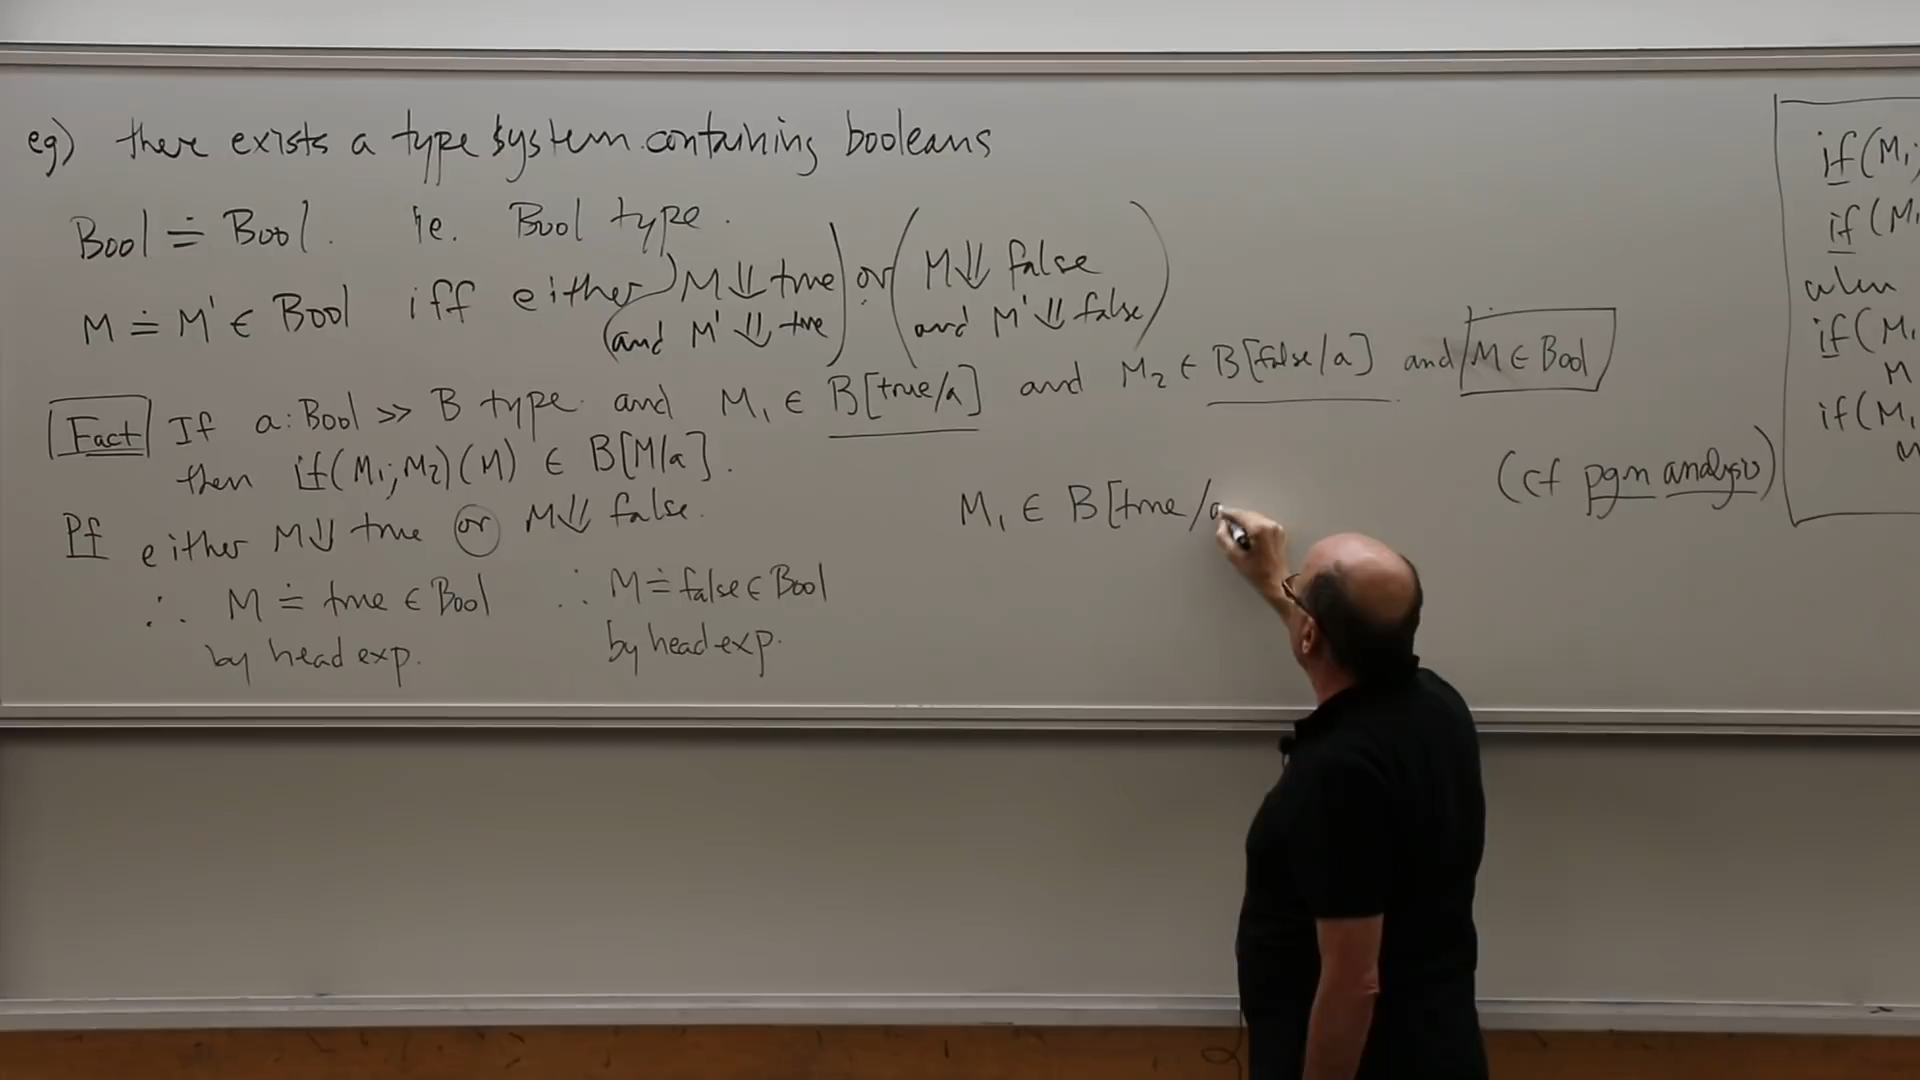 eg) there exists a type system containing booleans
Bool ≐ Bool. ie. Bool type.
M ≐ M' ∈ Bool iff either (M ⇓ true and M' ⇓ true) or (M ⇓ false and M' ⇓ false)
Fact If a : Bool >> B type and M₁ ∈ B[true/a] and M₂ ∈ B[false/a] and M ∈ Bool
then if(M₁; M₂)(M) ∈ B[M/a].
(cf pgm analysis)
Pf either M ⇓ true or M ⇓ false.
∴ M ≐ true ∈ Bool
by head exp.
∴ M ≐ false ∈ Bool
by head exp.
M₁ ∈ B[true/a
if(M₁;
if(M₁
when
if(M₁
M
if(M₁